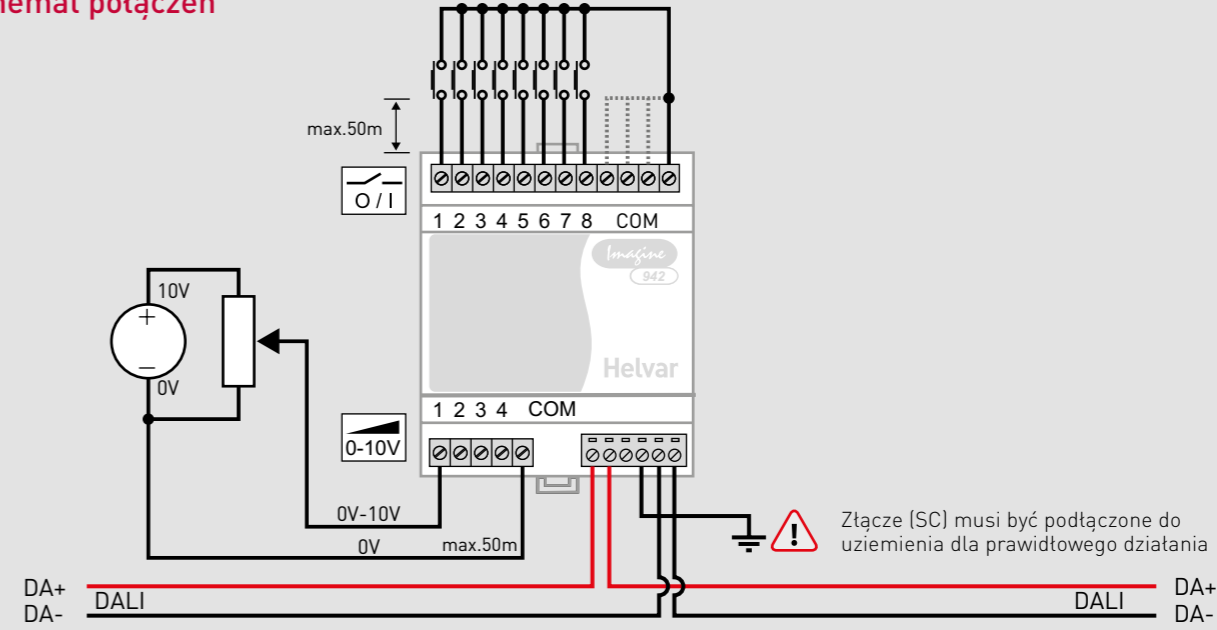 połączeń
max.50m
O / I
1 2 3 4 5 6 7 8 COM
Imagine
942
10V
0V
Helvar
1 2 3 4 COM
0-10V
0V-10V
0V
max.50m
Złącze (SC) musi być podłączone do
uziemienia dla prawidłowego działania
DA+
DALI
DA-
DA+
DALI
DA-